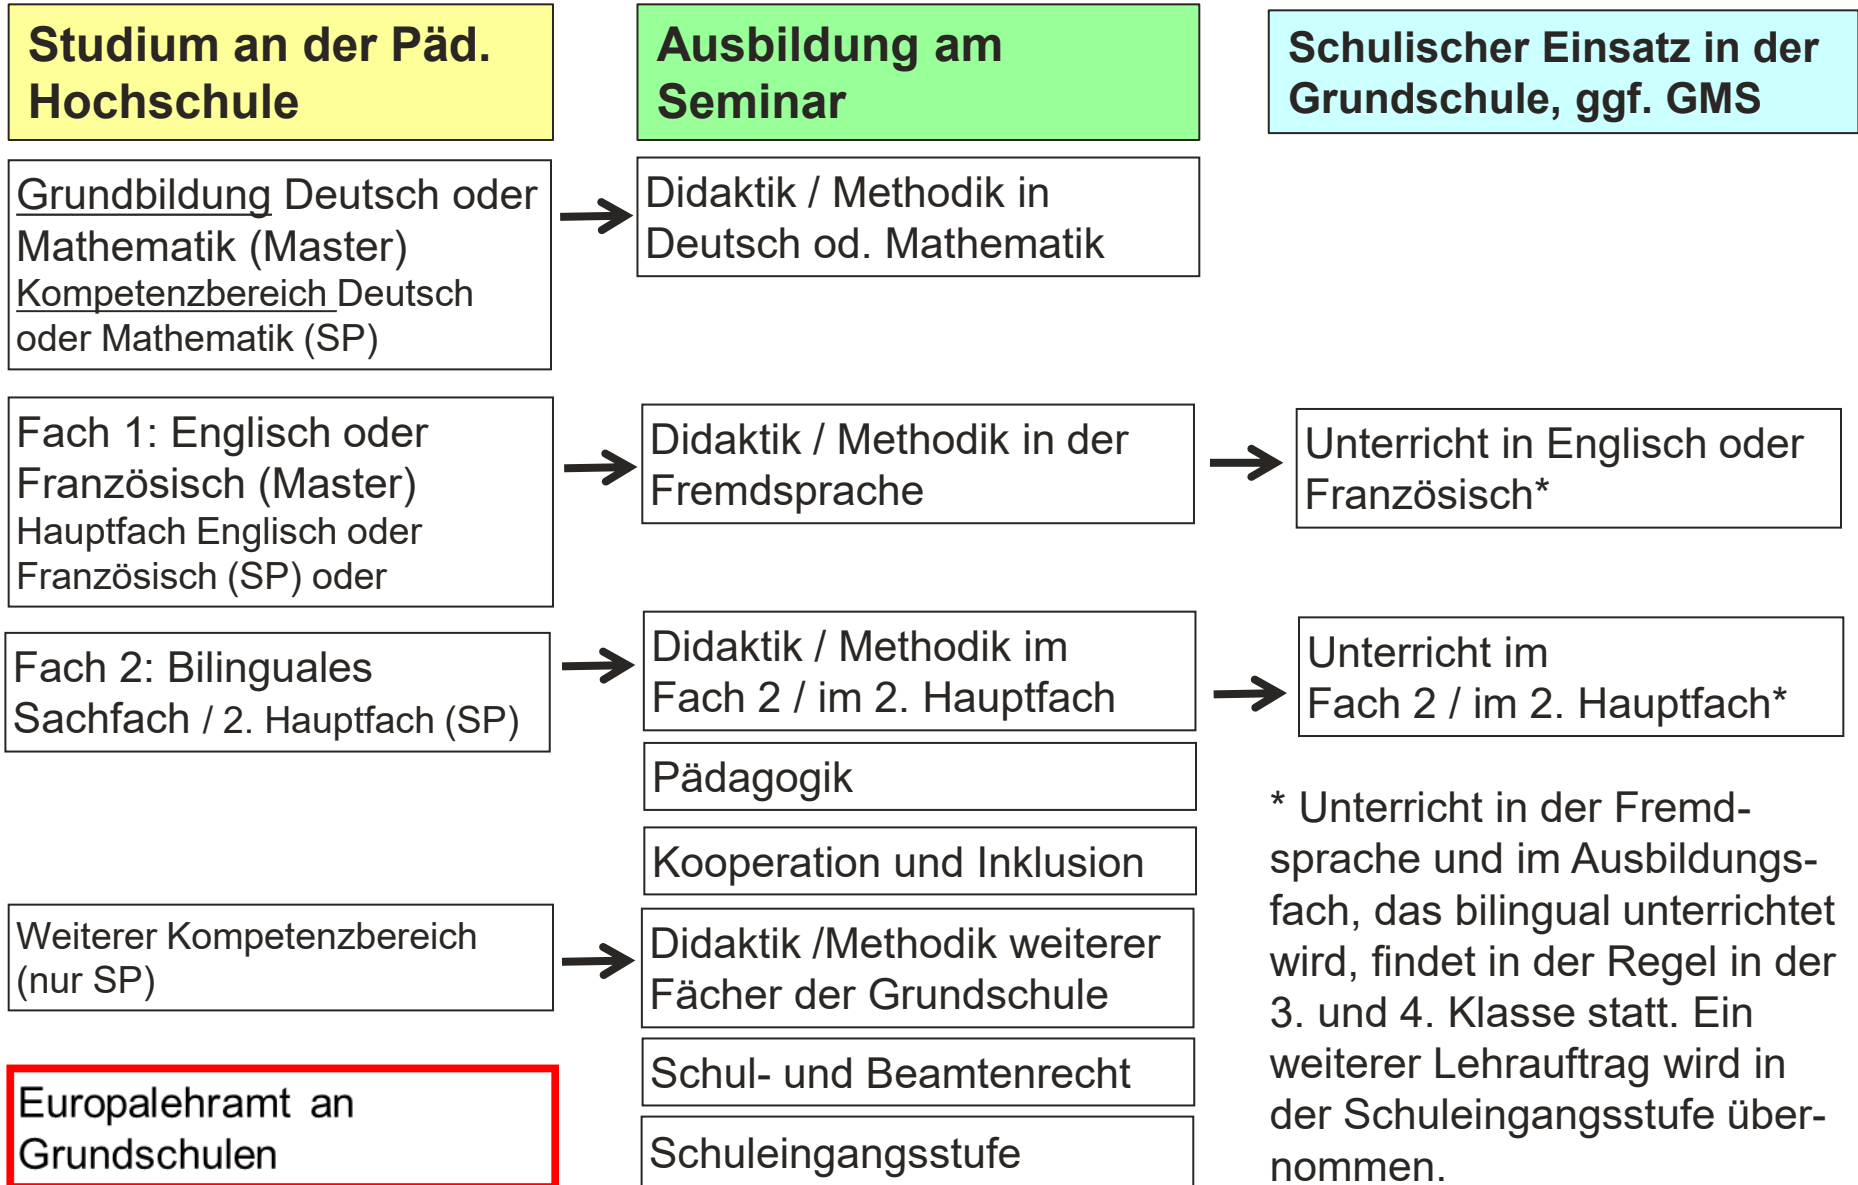 Studium an der Päd.
Hochschule
Ausbildung am
Seminar
Schulischer Einsatz in der
Grundschule, ggf. GMS
Grundbildung Deutsch oder
Mathematik (Master)
Kompetenzbereich Deutsch
oder Mathematik (SP)
Didaktik / Methodik in
Deutsch od. Mathematik
Fach 1: Englisch oder
Französisch (Master)
Hauptfach Englisch oder
Französisch (SP) oder
Didaktik / Methodik in der
Fremdsprache
Unterricht in Englisch oder
Französisch*
Fach 2: Bilinguales
Sachfach / 2. Hauptfach (SP)
Didaktik / Methodik im
Fach 2 / im 2. Hauptfach
Unterricht im
Fach 2 / im 2. Hauptfach*
Pädagogik
Kooperation und Inklusion
Weiterer Kompetenzbereich
(nur SP)
Didaktik /Methodik weiterer
Fächer der Grundschule
Schul- und Beamtenrecht
Schuleingangsstufe
Europalehramt an
Grundschulen
* Unterricht in der Fremd-
sprache und im Ausbildungs-
fach, das bilingual unterrichtet
wird, findet in der Regel in der
3. und 4. Klasse statt. Ein
weiterer Lehrauftrag wird in
der Schuleingangsstufe über-
nommen.